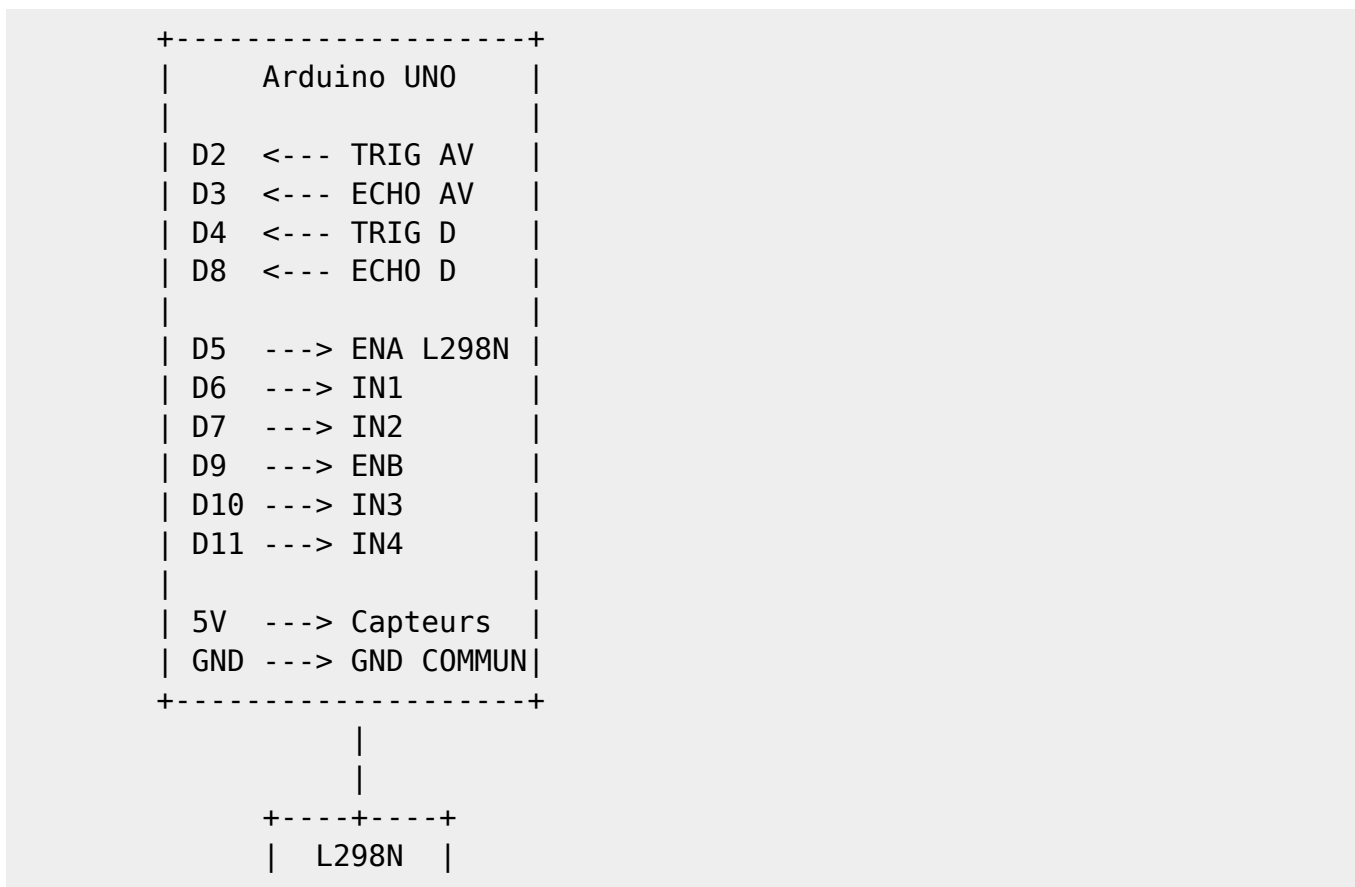 +--------------------+
|     Arduino UNO    |
|                    |
| D2  <--- TRIG AV   |
| D3  <--- ECHO AV   |
| D4  <--- TRIG D    |
| D8  <--- ECHO D    |
|                    |
| D5  ---> ENA L298N |
| D6  ---> IN1       |
| D7  ---> IN2       |
| D9  ---> ENB       |
| D10 ---> IN3       |
| D11 ---> IN4       |
|                    |
| 5V  ---> Capteurs  |
| GND ---> GND COMMUN|
+--------------------+
           |
           |
      +----+----+
      |  L298N  |